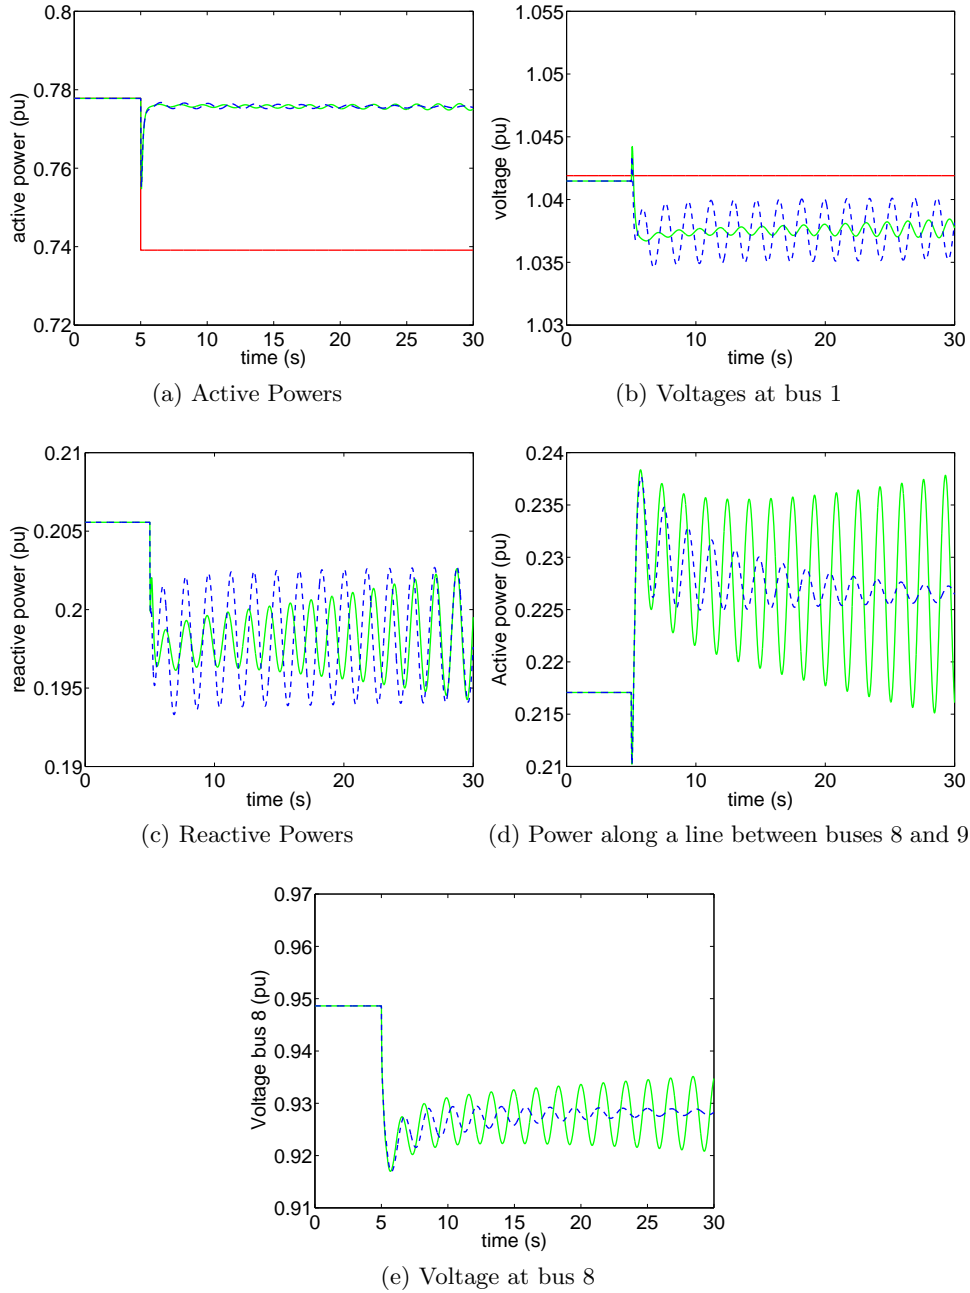 0.8
0.78
0.76
0.74
0.72
active power (pu)
0 5 10 15 20 25 30
time (s)
(a) Active Powers
1.055
1.05
1.045
1.04
1.035
1.03
voltage (pu)
0 10 20 30
time (s)
(b) Voltages at bus 1
0.21
0.205
0.2
0.195
0.19
reactive power (pu)
0 10 20 30
time (s)
(c) Reactive Powers
0.24
0.235
0.23
0.225
0.22
0.215
0.21
Active power (pu)
0 10 20 30
time (s)
(d) Power along a line between buses 8 and 9
0.97
0.96
0.95
0.94
0.93
0.92
0.91
Voltage bus 8 (pu)
0 5 10 15 20 25 30
time (s)
(e) Voltage at bus 8